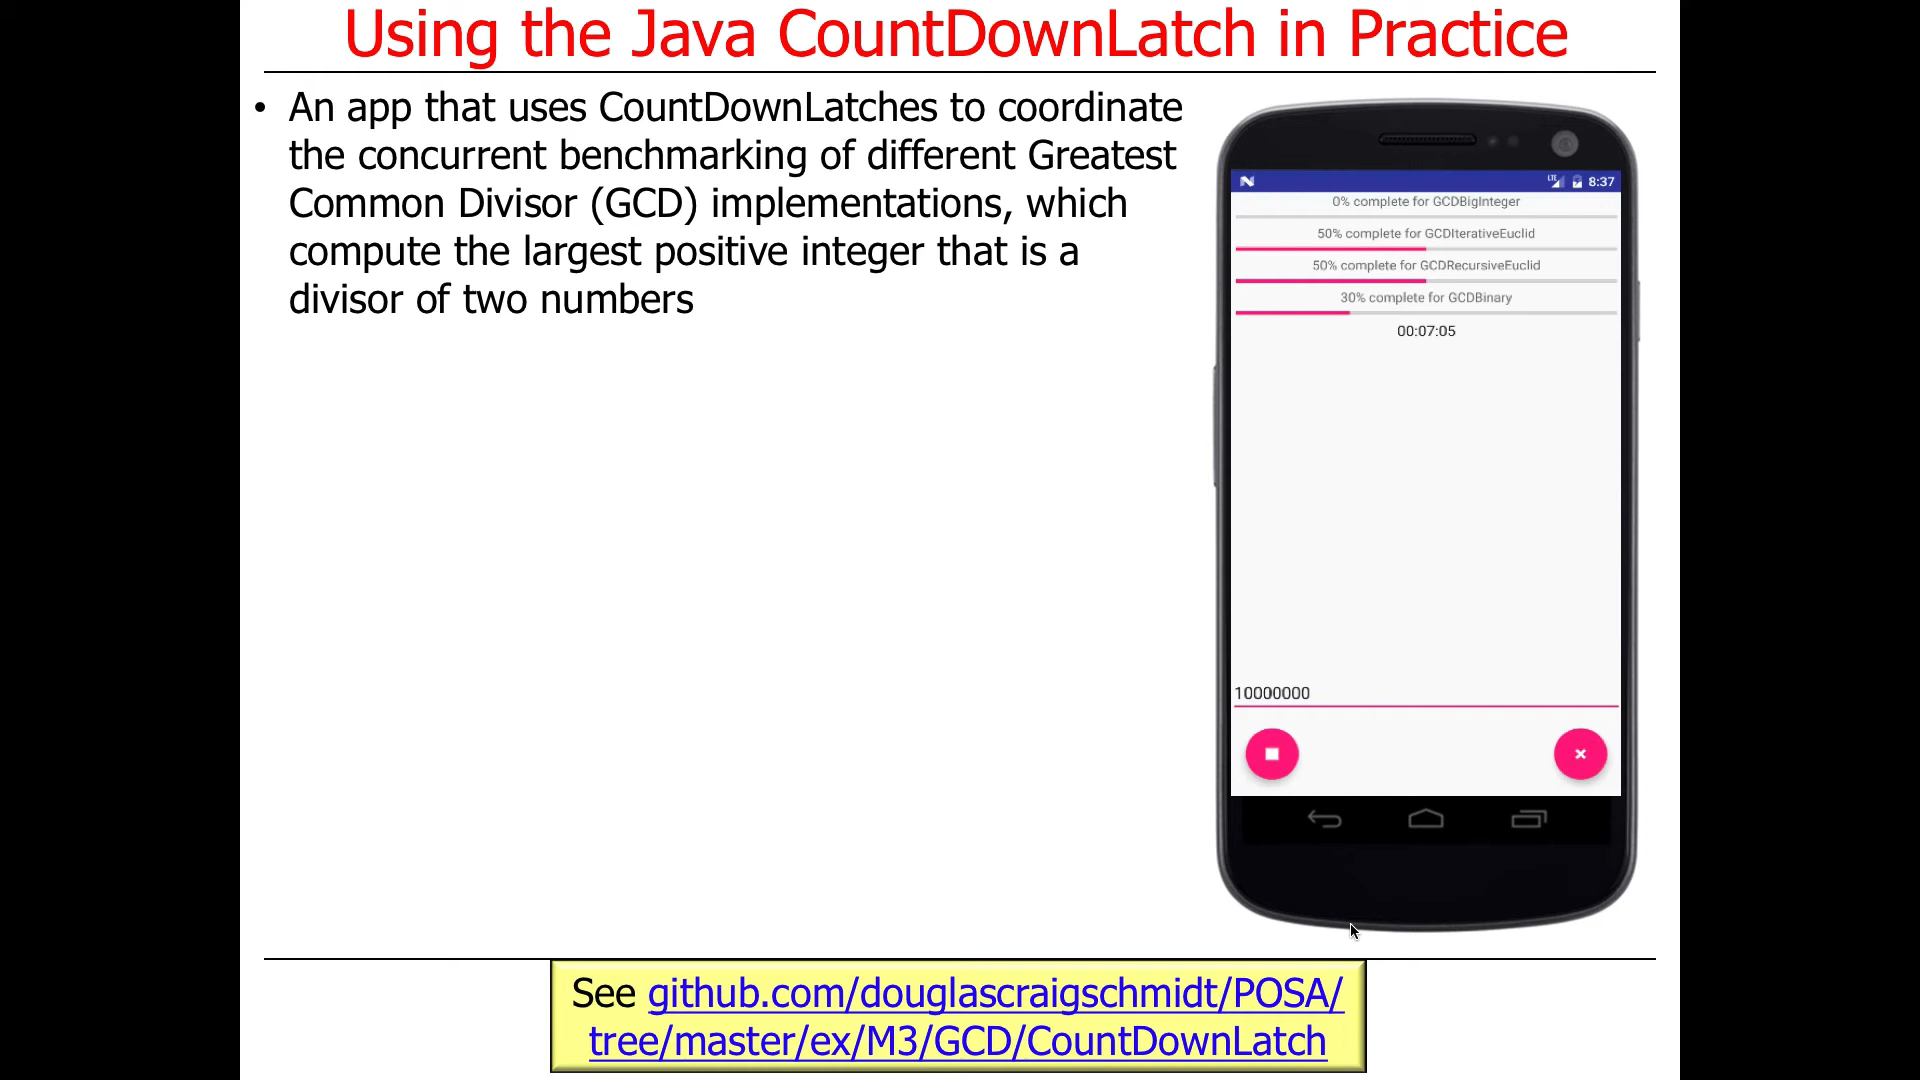 Using the Java CountDownLatch in Practice
• An app that uses CountDownLatches to coordinate
the concurrent benchmarking of different Greatest
Common Divisor (GCD) implementations, which
compute the largest positive integer that is a
divisor of two numbers
LTE 8:37
0% complete for GCDBigInteger
50% complete for GCDIterativeEuclid
50% complete for GCDRecursiveEuclid
30% complete for GCDBinary
00:07:05
10000000
See github.com/douglascraigschmidt/POSA/
tree/master/ex/M3/GCD/CountDownLatch